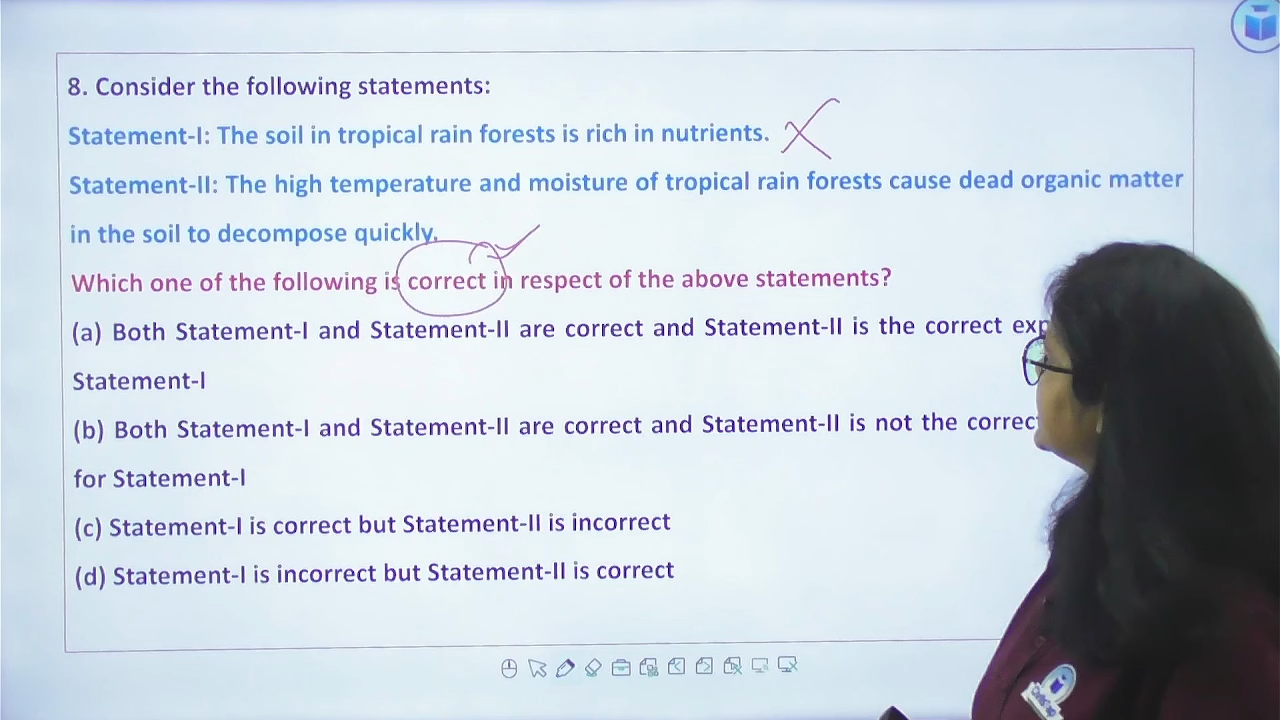 8. Consider the following statements:
Statement-I: The soil in tropical rain forests is rich in nutrients.
Statement-II: The high temperature and moisture of tropical rain forests cause dead organic matter
in the soil to decompose quickly.
Which one of the following is correct in respect of the above statements?
(a) Both Statement-I and Statement-II are correct and Statement-II is the correct
Statement-I
(b) Both Statement-I and Statement-II are correct and Statement-II is not the
for Statement-I
(c) Statement-I is correct but Statement-II is incorrect
(d) Statement-I is incorrect but Statement-II is correct